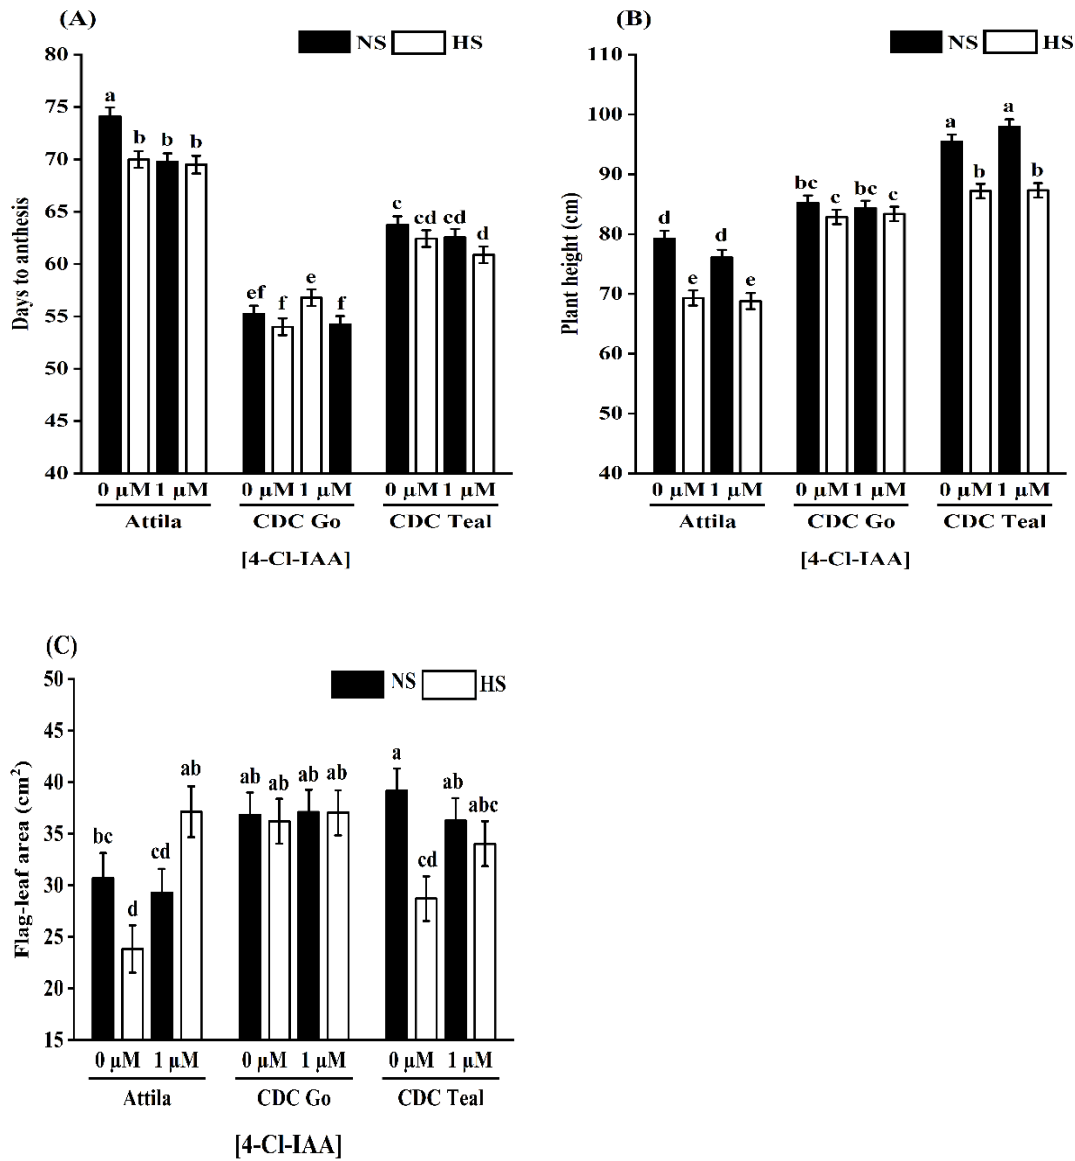 (A)
NS HS
80
75
70
65
60
55
50
45
40
Days to anthesis
a
b
b
b
ef
f
e
f
c
cd
cd
d
0 µM 1 µM 0 µM 1 µM 0 µM 1 µM
Attila CDC Go CDC Teal
[4-Cl-IAA]
(B)
NS HS
110
100
90
80
70
60
50
40
Plant height (cm)
d
e
d
e
bc
c
bc
c
a
b
a
b
0 µM 1 µM 0 µM 1 µM 0 µM 1 µM
Attila CDC Go CDC Teal
[4-Cl-IAA]
(C)
NS HS
50
45
40
35
30
25
20
15
Flag-leaf area (cm²)
bc
d
cd
ab
ab
ab
ab
ab
a
cd
ab
abc
0 µM 1 µM 0 µM 1 µM 0 µM 1 µM
Attila CDC Go CDC Teal
[4-Cl-IAA]